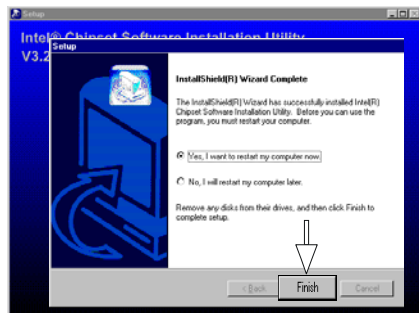 Setup
Intel® Chipset Software Installation Utility
V3.2
Setup
InstallShield(R) Wizard Complete
The InstallShield(R) Wizard has successfully installed Intel(R)
Chipset Software Installation Utility. Before you can use the
program, you must restart your computer.
Yes, I want to restart my computer now.
No, I will restart my computer later.
Remove any disks from their drives, and then click Finish to
complete setup.
< Back
Finish
Cancel